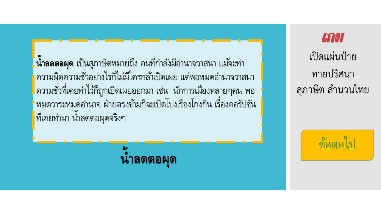 น้ำลดตอผุด เป็นสุภาษิตหมายถึง คนที่กำลังมีอำนาจวาสนา แม้จะทำ
ความผิดความชั่วอย่างไรก็ไม่มีใครกล้าเปิดเผย แต่พอหมดอำนาจวาสนา
ความชั่วที่เคยทำไว้ก็ถูกเปิดเผยออกมา เช่น นักการเมืองหลายๆคน พอ
หมดวาระหมดอำนาจ ฝ่ายตรงข้ามก็จะเปิดโปงเรื่องโกงกิน เรื่องคอรัปชั่น
ที่เคยทำมา น้ำลดตอผุดจริงๆ
น้ำลดตอผุด
เกม
เปิดแผ่นป้าย
ทายปริศนา
สุภาษิต สำนวนไทย
ข้อต่อไป